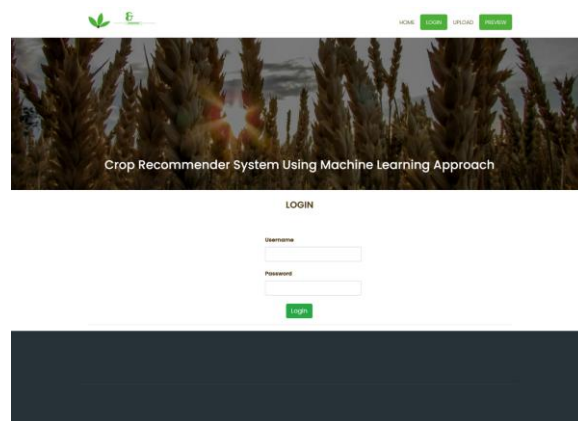 &
HOME LOGIN UPLOAD PREVIEW
Crop Recommender System Using Machine Learning Approach
LOGIN
Username
Password
Login